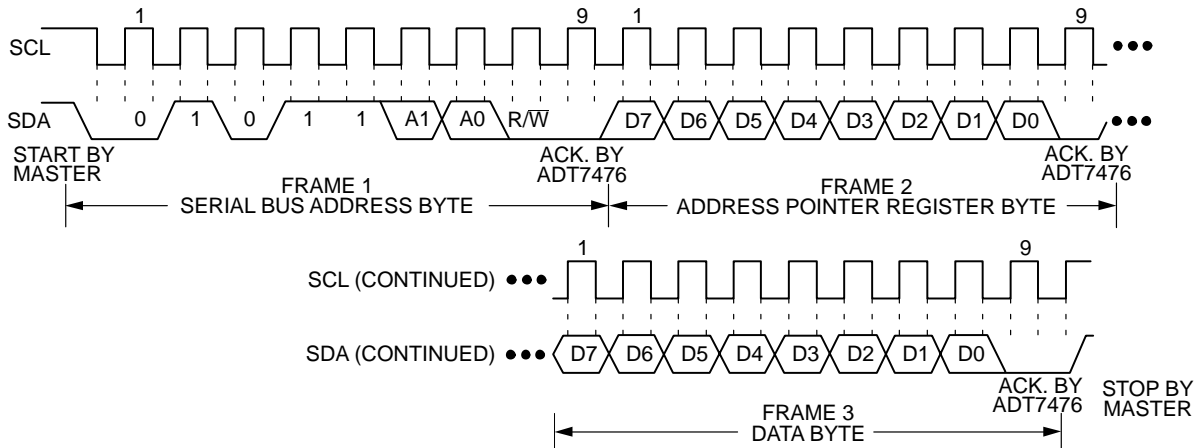 1 9 1 9
SCL
SDA 0 1 0 1 1 A1 A0 R/W̅ D7 D6 D5 D4 D3 D2 D1 D0
START BY MASTER
ACK. BY ADT7476
ACK. BY ADT7476
FRAME 1
SERIAL BUS ADDRESS BYTE
FRAME 2
ADDRESS POINTER REGISTER BYTE
1 9
SCL (CONTINUED)
SDA (CONTINUED) D7 D6 D5 D4 D3 D2 D1 D0
ACK. BY ADT7476
STOP BY MASTER
FRAME 3
DATA BYTE